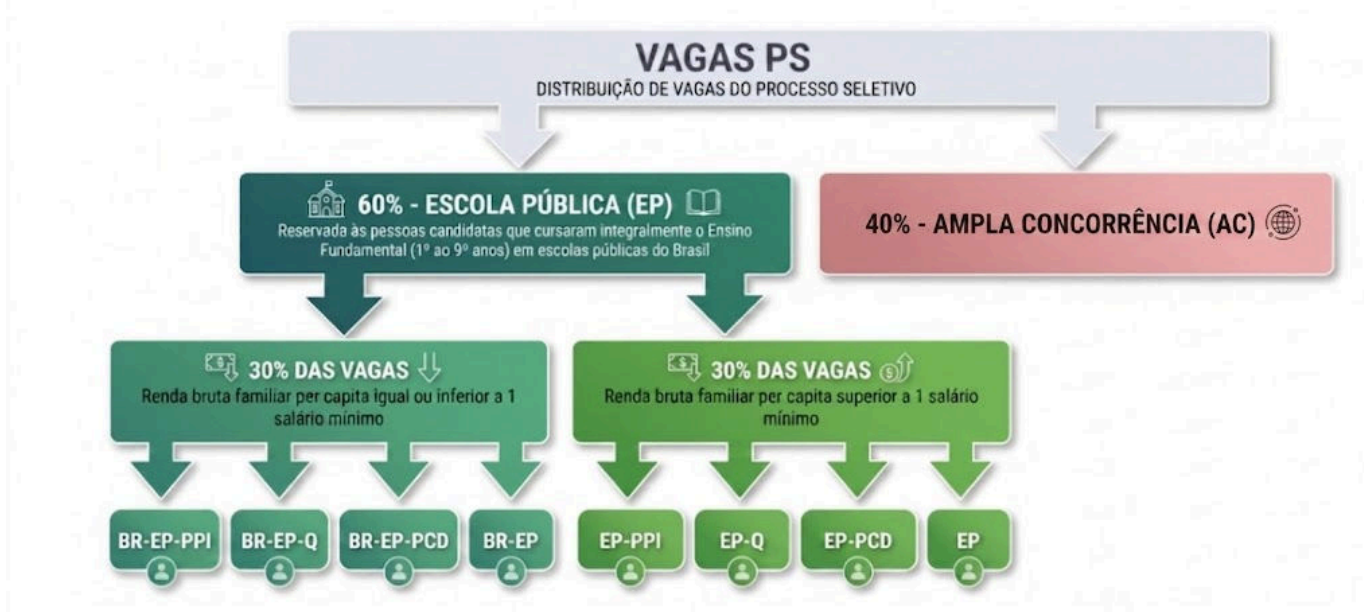 VAGAS PS
DISTRIBUIÇÃO DE VAGAS DO PROCESSO SELETIVO
60% - ESCOLA PÚBLICA (EP)
Reservada às pessoas candidatas que cursaram integralmente o Ensino
Fundamental (1º ao 9º anos) em escolas públicas do Brasil
40% - AMPLA CONCORRÊNCIA (AC)
30% DAS VAGAS
Renda bruta familiar per capita igual ou inferior a 1
salário mínimo
30% DAS VAGAS
Renda bruta familiar per capita superior a 1 salário
mínimo
BR-EP-PPI
BR-EP-Q
BR-EP-PCD
BR-EP
EP-PPI
EP-Q
EP-PCD
EP